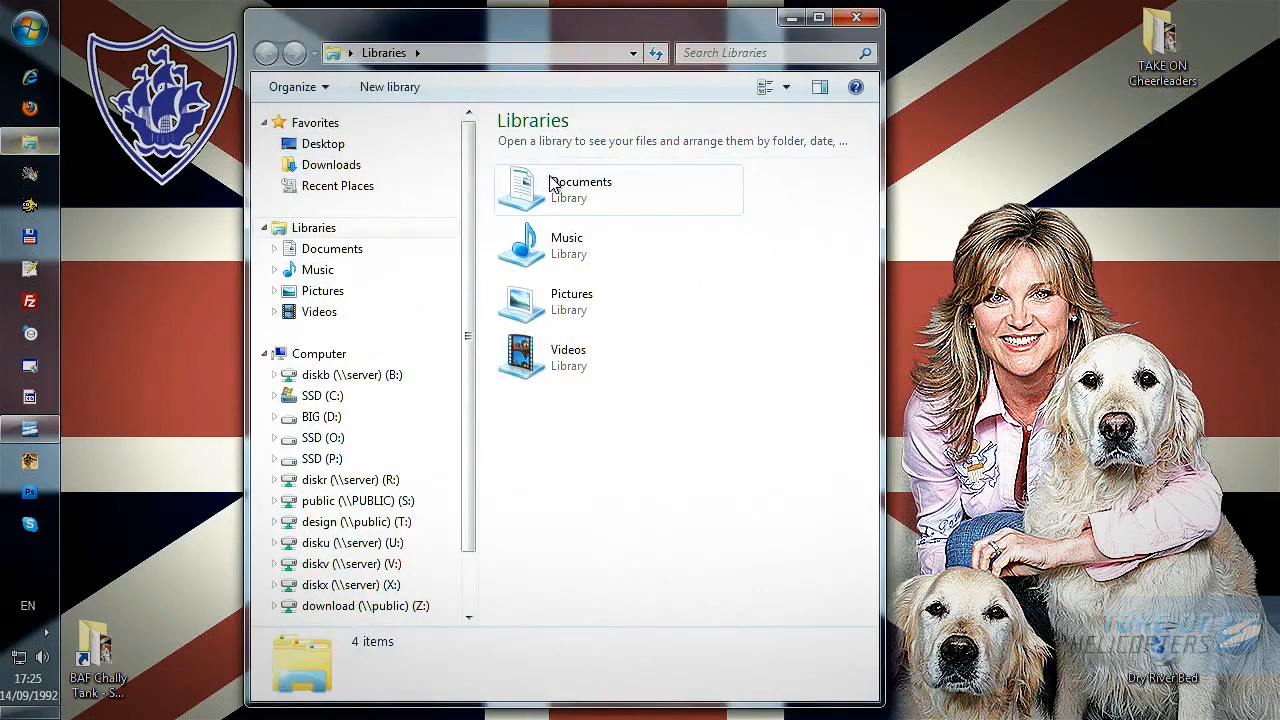 Libraries
Search Libraries
Organize
New library
Favorites
Desktop
Downloads
Recent Places
Libraries
Documents
Music
Pictures
Videos
Computer
diskb (\\server) (B:)
SSD (C:)
BIG (D:)
SSD (O:)
SSD (P:)
diskr (\\server) (R:)
public (\\PUBLIC) (S:)
design (\\public) (T:)
disku (\\server) (U:)
diskv (\\server) (V:)
diskx (\\server) (X:)
download (\\public) (Z:)
Libraries
Open a library to see your files and arrange them by folder, date, ...
Documents
Library
Music
Library
Pictures
Library
Videos
Library
4 items
TAKE ON
Cheerleaders
TAKE ON
HELICOPTERS
Dry River Bed
BAF Chally
Tank - S...
EN
17:25
14/09/1992
Fz
Ps